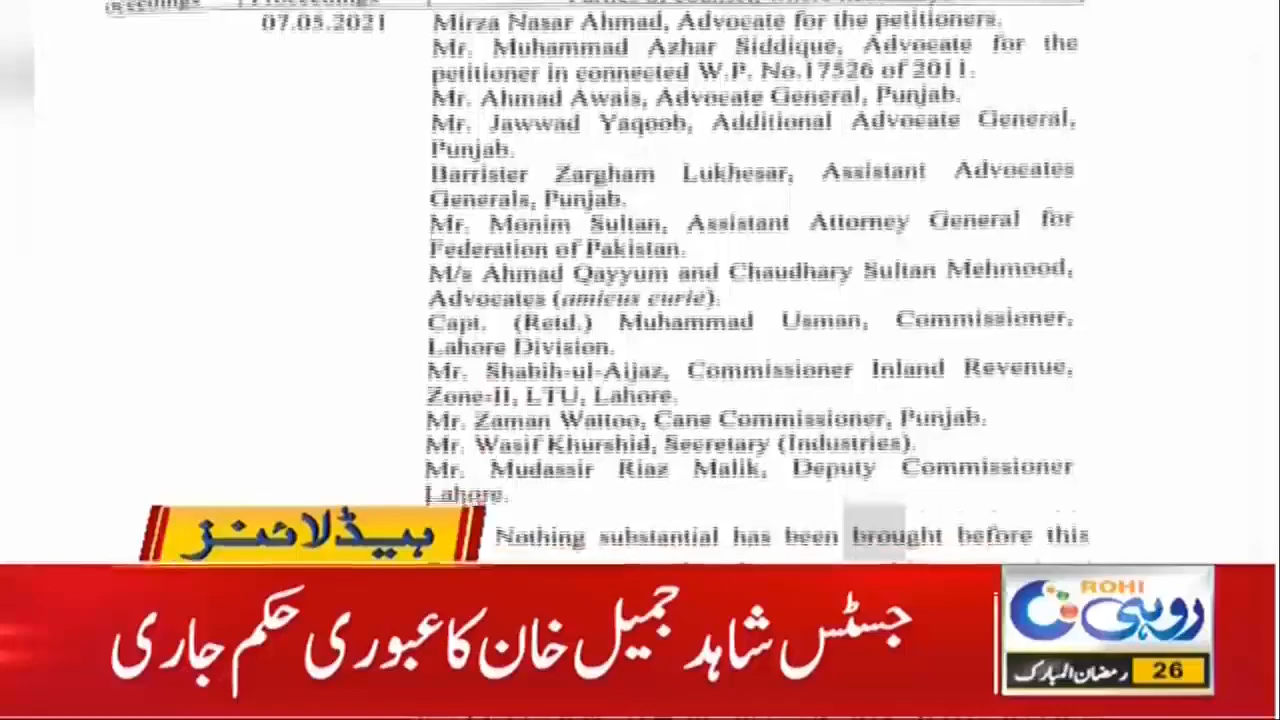 07.05.2021 Mirza Nasar Ahmad, Advocate for the petitioners.
Mr. Muhammad Azhar Siddique, Advocate for the
petitioner in connected W.P. No.17526 of 2011.
Mr. Ahmad Awais, Advocate General, Punjab.
Mr. Jawwad Yaqoob, Additional Advocate General,
Punjab.
Barrister Zargham Lukhesar, Assistant Advocates
Generals, Punjab.
Mr. Monim Sultan, Assistant Attorney General for
Federation of Pakistan.
M/s Ahmad Qayyum and Chaudhary Sultan Mehmood,
Advocates (amicus curie).
Capt. (Retd.) Muhammad Usman, Commissioner,
Lahore Division.
Mr. Shabih-ul-Aijaz, Commissioner Inland Revenue,
Zone-II, LTU, Lahore.
Mr. Zaman Wattoo, Cane Commissioner, Punjab.
Mr. Wasif Khurshid, Secretary (Industries).
Mr. Mudassir Riaz Malik, Deputy Commissioner
Lahore.
Nothing substantial has been brought before this
ہیڈلائنز
جسٹس شاہد جمیل خان کا عبوری حکم جاری
ROHI
روہی
26 رمضان المبارک